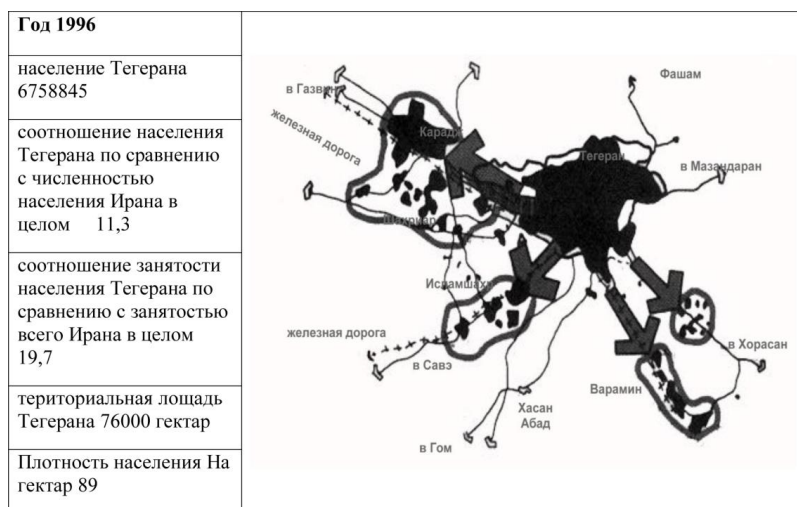 Год 1996
население Тегерана
6758845
соотношение населения
Тегерана по сравнению
с численностью
населения Ирана в
целом 11,3
соотношение занятости
населения Тегерана по
сравнению с занятостью
всего Ирана в целом
19,7
териториальная лощадь
Тегерана 76000 гектар
Плотность населения На
гектар 89
Фашам
в Газвин
железная дорога
Карадж
Тегеран
в Мазандаран
Шахриар
Исламшахр
железная дорога
в Хорасан
в Савэ
Варамин
Хасан
Абад
в Гом